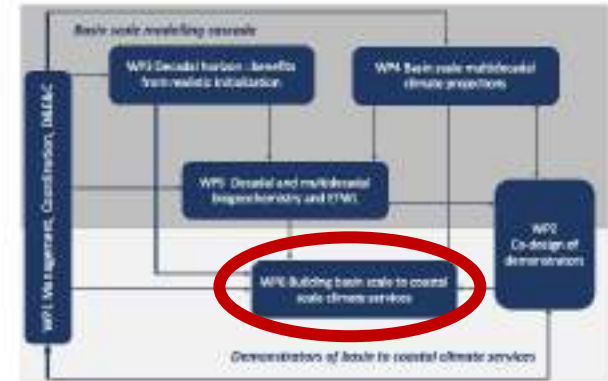 Basin scale modelling cascade
WP3 Decadal horizon: benefits
from realistic initialization
WP4 Basin scale multidecadal
climate projections
WP1 Management, Coordination, D&E&C
WP5 Decadal and multidecadal
biogeochemistry and
WP2
Co-design of
demonstrators
WP6 Building basin scale to coastal
scale climate services
Demonstrators of basin to coastal climate services